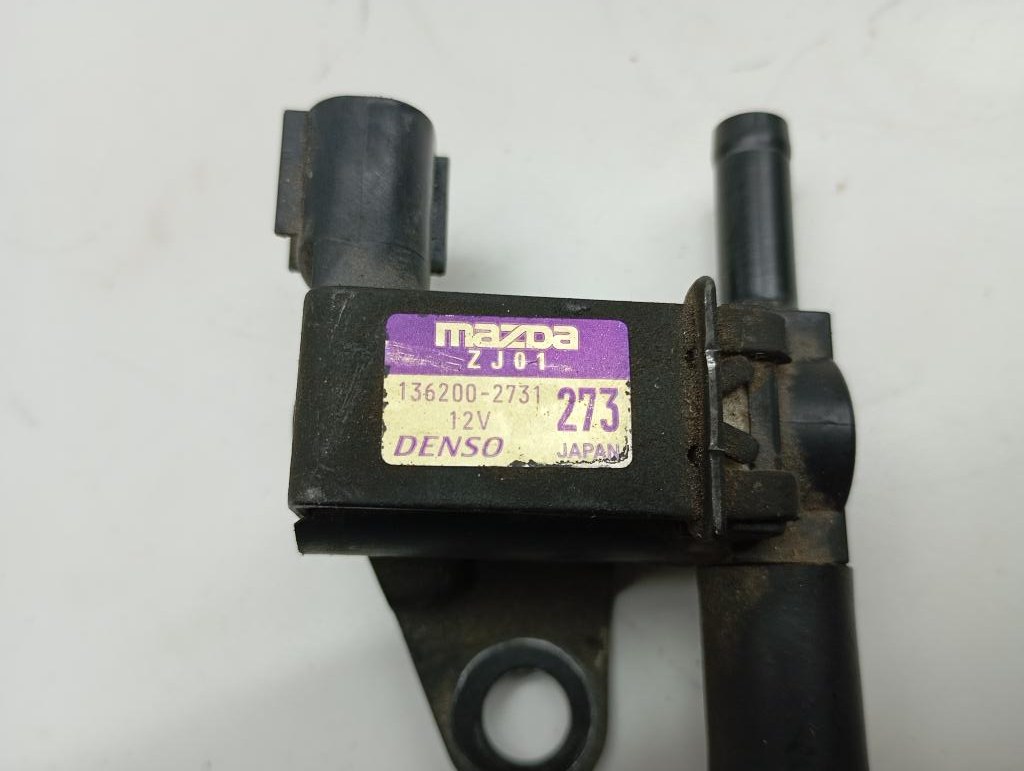 mazda
ZJ01
136200-2731
273
12V
DENSO
JAPAN